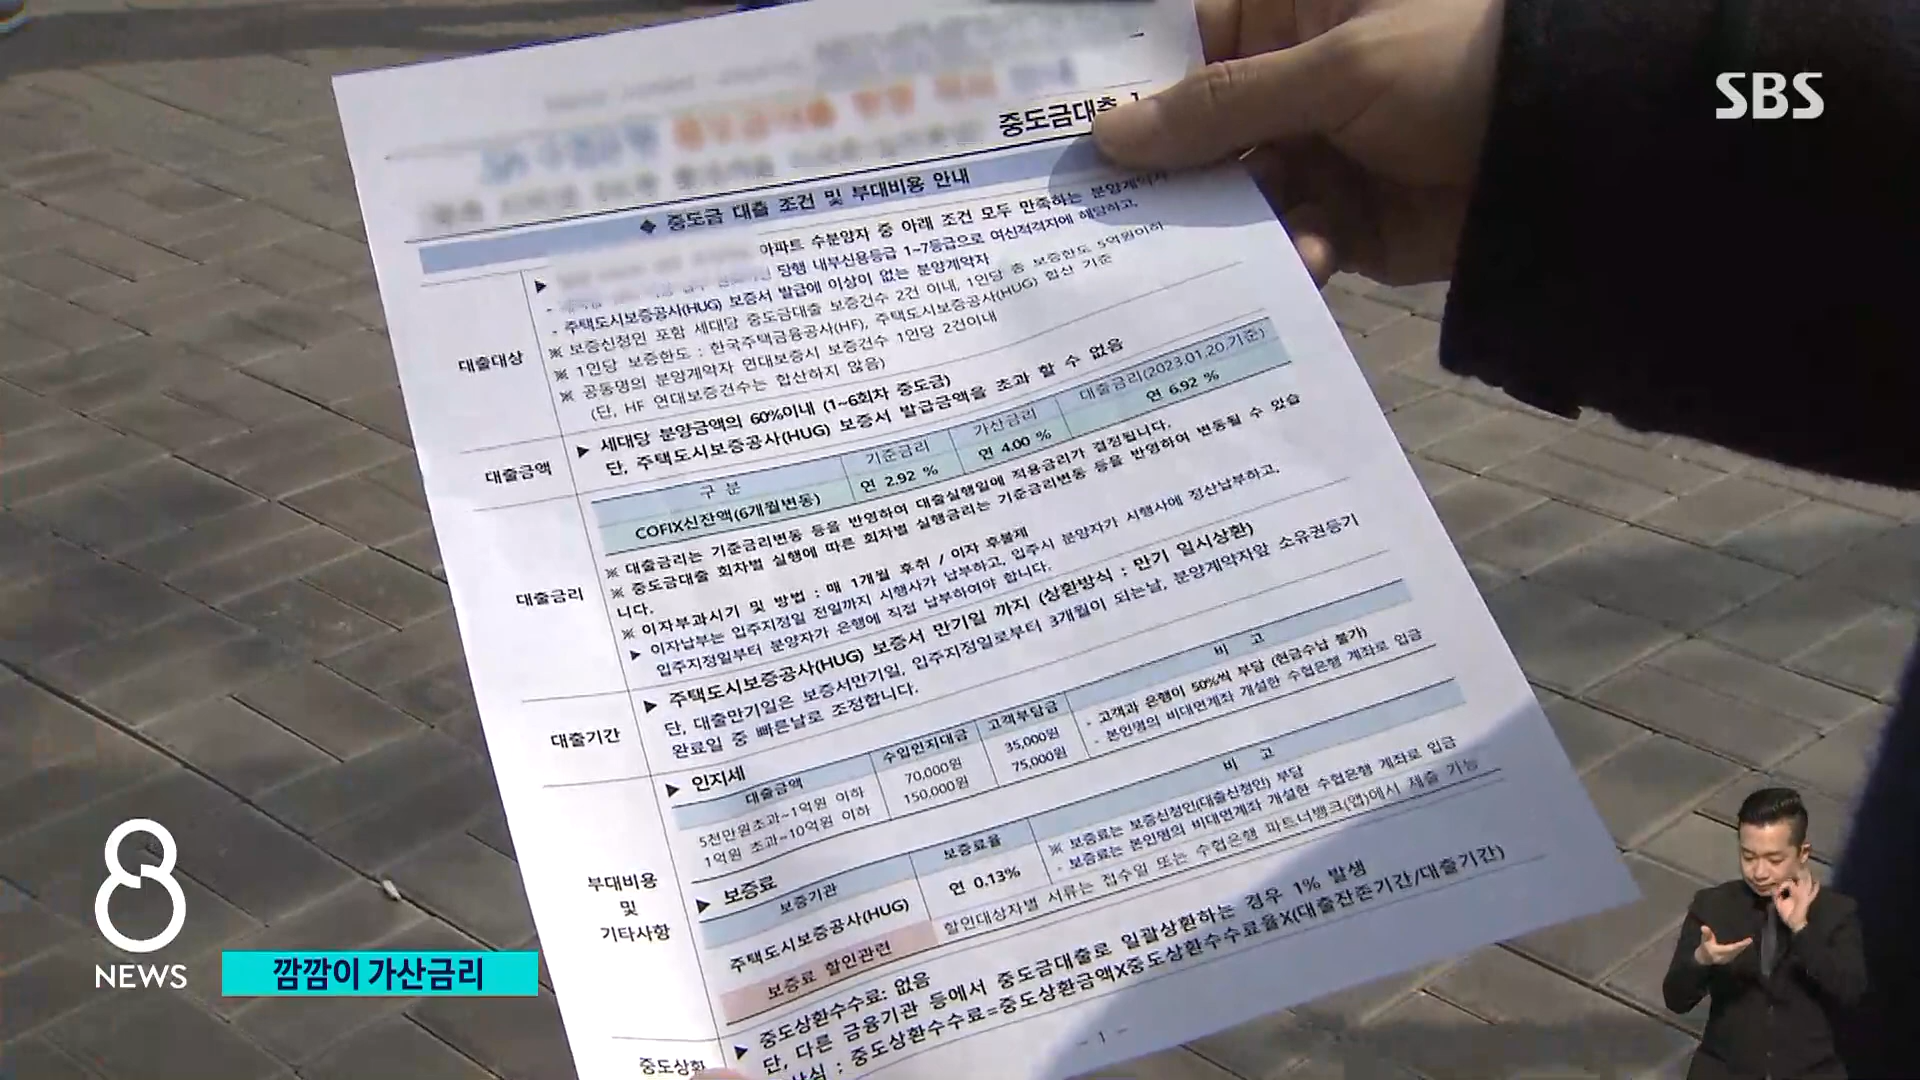 SBS
중도금대출
◆ 중도금 대출 조건 및 부대비용 안내
대출대상
▶ 아파트 수분양자 중 아래 조건 모두 만족하는 분양계약자
당행 내부신용등급 1~7등급으로 여신적격자에 해당하고,
- 주택도시보증공사(HUG) 보증서 발급에 이상이 없는 분양계약자
※ 보증신청인 포함 세대당 중도금대출 보증건수 2건 이내, 1인당 총 보증한도 5억원이하
※ 1인당 보증한도 : 한국주택금융공사(HF), 주택도시보증공사(HUG) 합산 기준
※ 공동명의 분양계약자 연대보증시 보증건수 1인당 2건이내
(단, HF 연대보증건수는 합산하지 않음)
대출금액
▶ 세대당 분양금액의 60%이내 (1~6회차 중도금)
단, 주택도시보증공사(HUG) 보증서 발급금액을 초과 할 수 없음
대출금리
구 분 기준금리 가산금리 대출금리(2023.01.20.기준)
COFIX신잔액(6개월변동) 연 2.92 % 연 4.00 % 연 6.92 %
※ 대출금리는 기준금리변동 등을 반영하여 대출실행일에 적용금리가 결정됩니다.
※ 중도금대출 회차별 실행에 따른 회차별 실행금리는 기준금리변동 등을 반영하여 변동될 수 있습
니다.
※ 이자부과시기 및 방법 : 매 1개월 후취 / 이자 후불제
▶ 이자납부는 입주지정일 전일까지 시행사가 납부하고, 입주시 분양자가 시행사에 정산납부하고,
입주지정일부터 분양자가 은행에 직접 납부하여야 합니다.
대출기간
▶ 주택도시보증공사(HUG) 보증서 만기일 까지 (상환방식 : 만기 일시상환)
단, 대출만기일은 보증서만기일, 입주지정일로부터 3개월이 되는날, 분양계약자앞 소유권등기
완료일 중 빠른날로 조정합니다.
부대비용
및
기타사항
▶ 인지세
대출금액 수입인지대금 고객부담금 비 고
5천만원초과~1억원 이하 70,000원 35,000원 - 고객과 은행이 50%씩 부담 (현금수납 불가)
1억원 초과~10억원 이하 150,000원 75,000원 - 본인명의 비대면계좌 개설한 수협은행 계좌로 입금
▶ 보증료
보증기관 보증료율 비 고
주택도시보증공사(HUG) 연 0.13% ※ 보증료는 보증신청인(대출신청인) 부담
- 보증료는 본인명의 비대면계좌 개설한 수협은행 계좌로 입금
보증료 할인관련 할인대상자별 서류는 접수일 또는 수협은행 파트너뱅크(앱)에서 제출 가능
중도상환
▶ 중도상환수수료: 없음
단, 다른 금융기관 등에서 중도금대출로 일괄상환하는 경우 1% 발생
: 중도상환수수료=중도상환금액X중도상환수수료율X(대출잔존기간/대출기간)
- 1 -
8
NEWS
깜깜이 가산금리